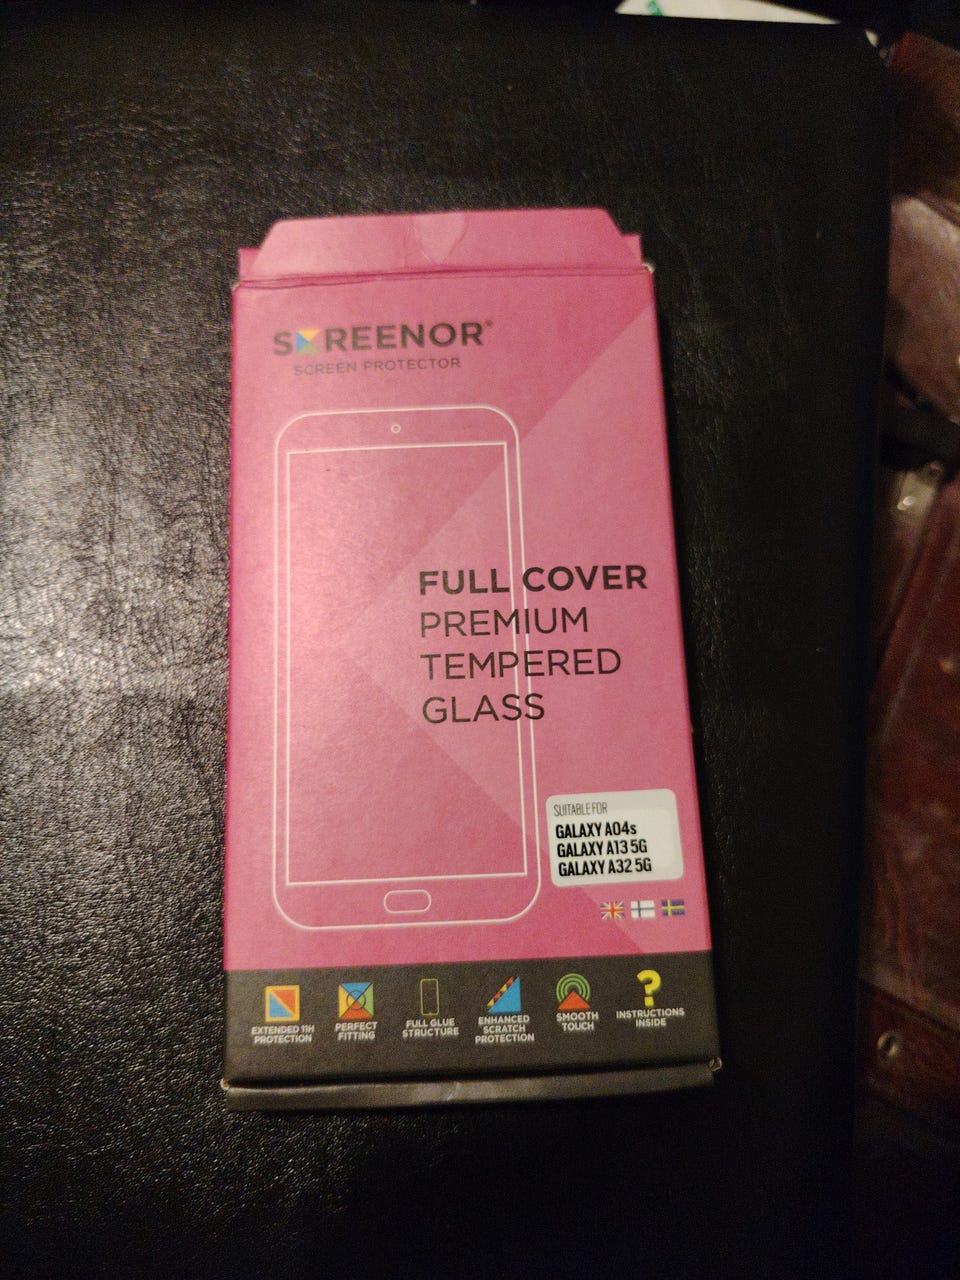 SCREENOR®
SCREEN PROTECTOR
FULL COVER
PREMIUM
TEMPERED
GLASS
SUITABLE FOR
GALAXY A04s
GALAXY A13 5G
GALAXY A32 5G
EXTENDED 11H
PROTECTION
PERFECT
FITTING
FULL GLUE
STRUCTURE
ENHANCED
SCRATCH
PROTECTION
SMOOTH
TOUCH
?
INSTRUCTIONS
INSIDE